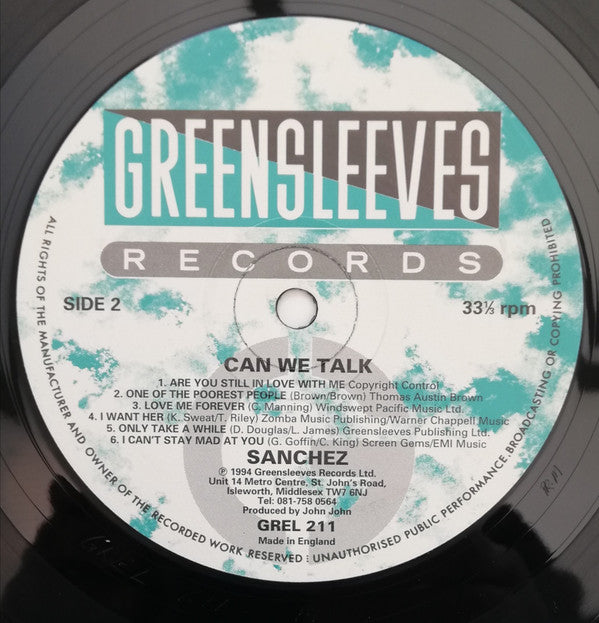 GREENSLEEVES
RECORDS
SIDE 2
33⅓ rpm
CAN WE TALK
1. ARE YOU STILL IN LOVE WITH ME Copyright Control
2. ONE OF THE POOREST PEOPLE (Brown/Brown) Thomas Austin Brown
3. LOVE ME FOREVER (C. Manning) Windswept Pacific Music Ltd.
4. I WANT HER (K. Sweat/T. Riley) Zomba Music Publishing/Warner Chappell Music
5. ONLY TAKE A WHILE (D. Douglas/L. James) Greensleeves Publishing Ltd.
6. I CAN'T STAY MAD AT YOU (G. Goffin/C. King) Screen Gems/EMI Music
SANCHEZ
℗ 1994 Greensleeves Records Ltd.
Unit 14 Metro Centre, St. John's Road,
Isleworth, Middlesex TW7 6NJ
Tel: 081-758 0564
Produced by John John
GREL 211
Made in England
ALL RIGHTS OF THE MANUFACTURER AND OWNER OF THE RECORDED WORK RESERVED : UNAUTHORISED PUBLIC PERFORMANCE, BROADCASTING OR COPYING PROHIBITED